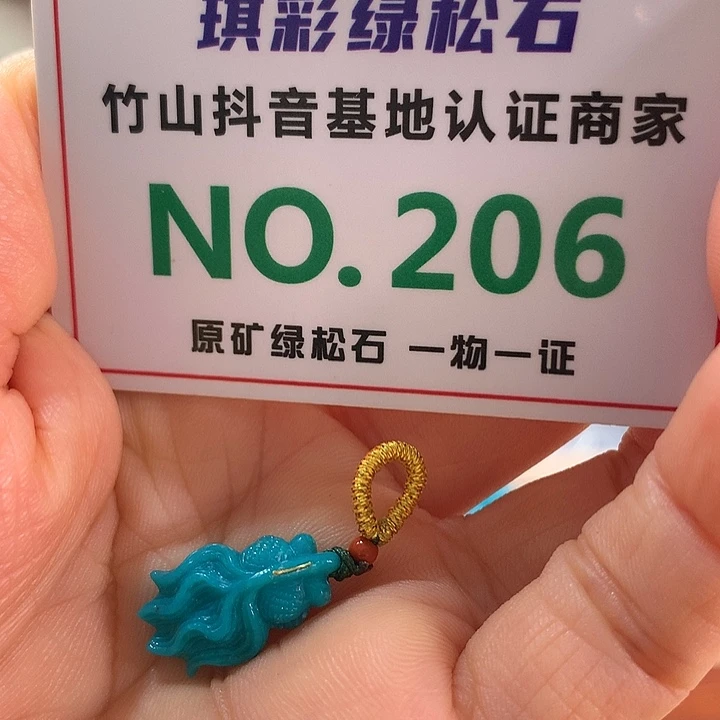 琪彩绿松石
竹山抖音基地认证商家
NO.206
原矿绿松石 一物一证